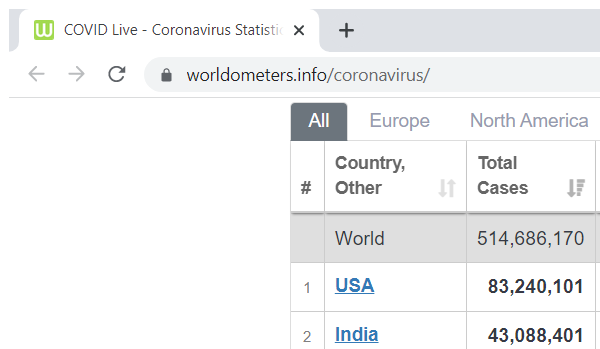 COVID Live - Coronavirus Statistic
worldometers.info/coronavirus/
All Europe North America
# Country, Other Total Cases
World 514,686,170
1 USA 83,240,101
2 India 43,088,401